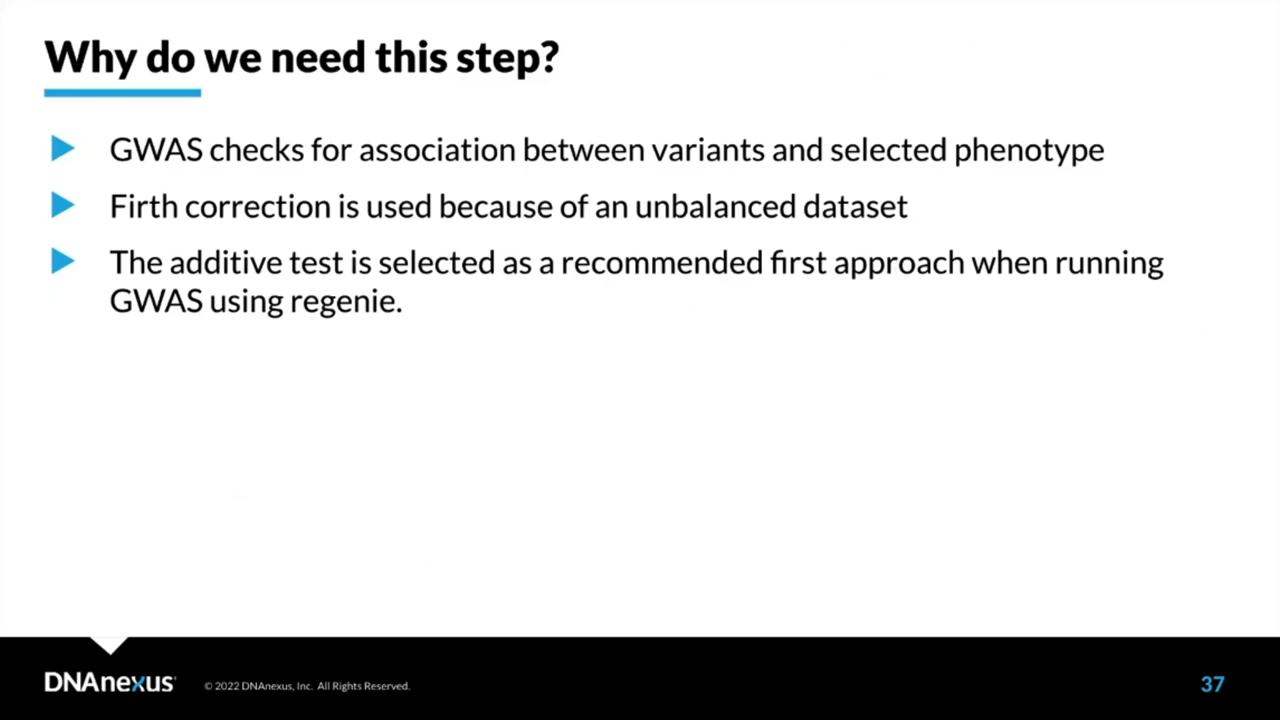 Why do we need this step?
GWAS checks for association between variants and selected phenotype
Firth correction is used because of an unbalanced dataset
The additive test is selected as a recommended first approach when running
GWAS using regenie.
DNAnexus
© 2022 DNAnexus, Inc. All Rights Reserved.
37